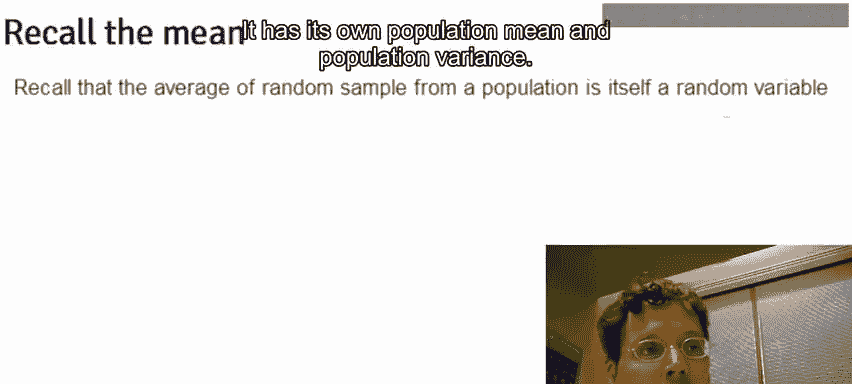 Recall the mean
It has its own population mean and
population variance.
Recall that the average of random sample from a population is itself a random variable